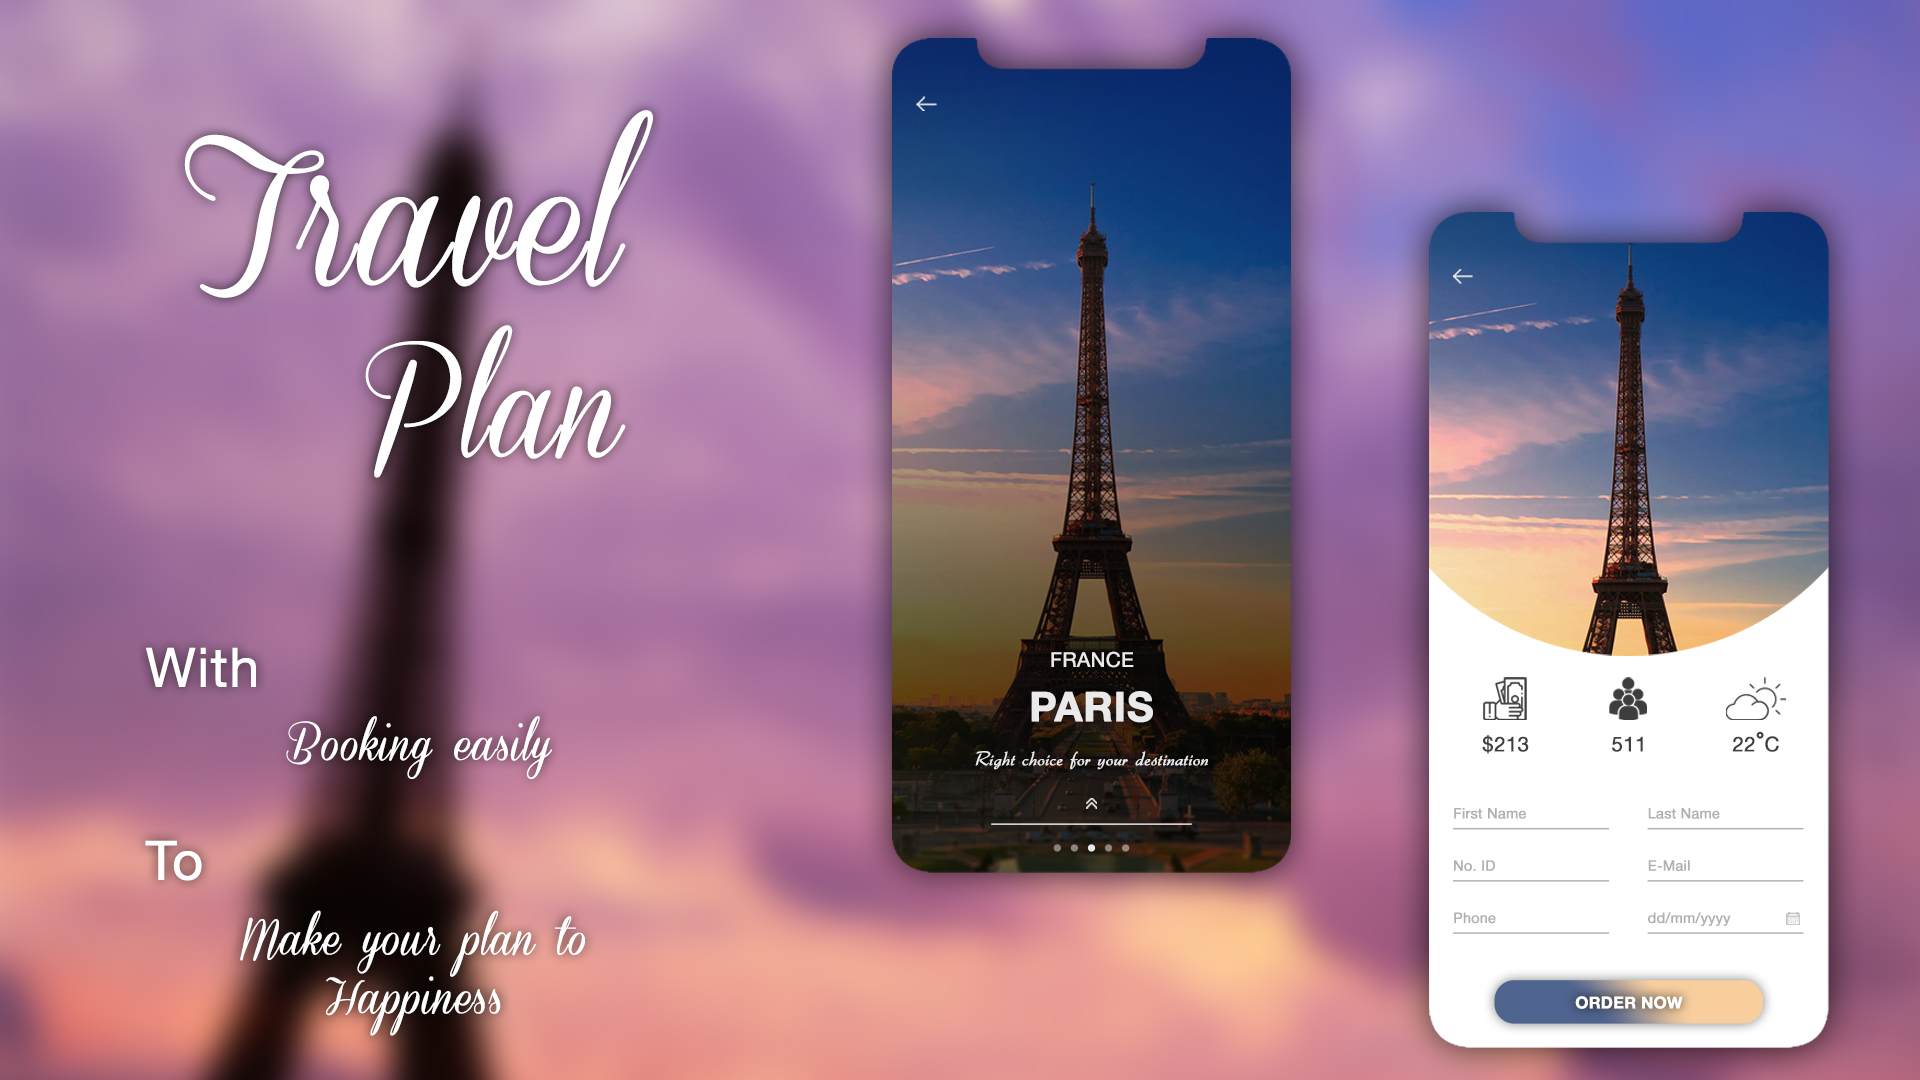 Travel
Plan
With
Booking easily
To
Make your plan to
Happiness
FRANCE
PARIS
Right choice for your destination
$213
511
22°C
First Name
Last Name
No. ID
E-Mail
Phone
dd/mm/yyyy
ORDER NOW